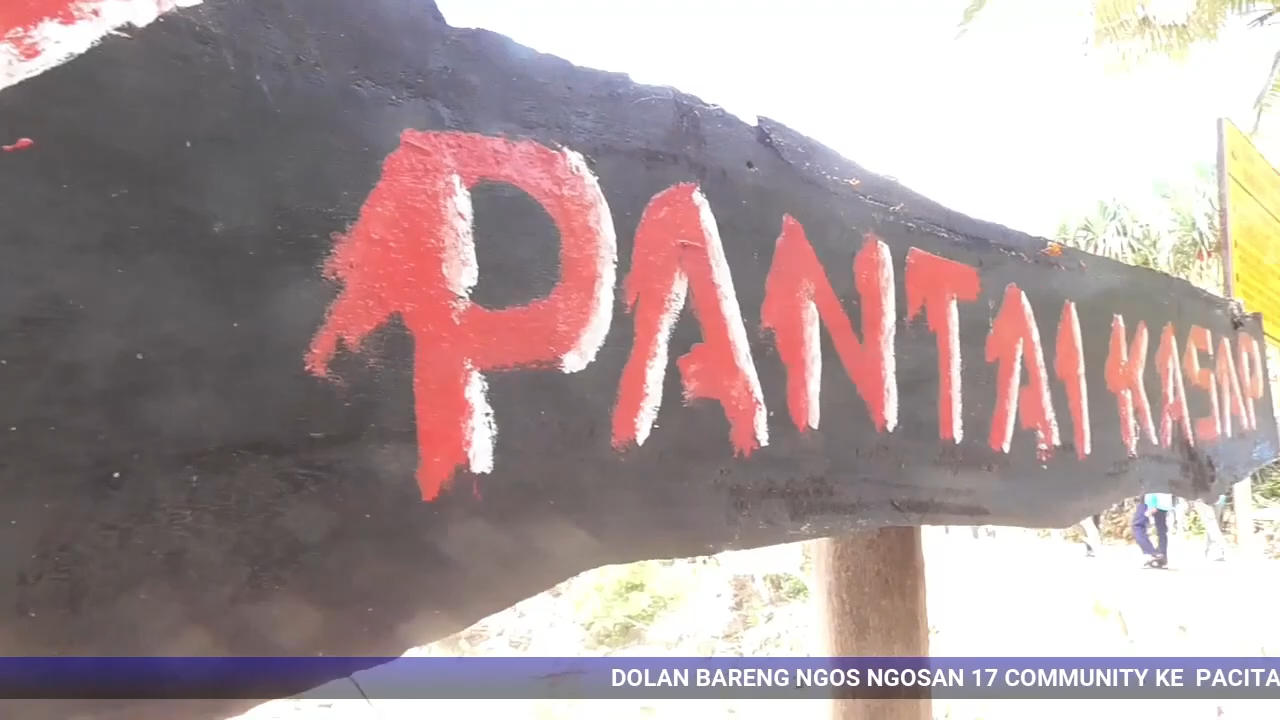 PANTAI KASAP
DOLAN BARENG NGOS NGOSAN 17 COMMUNITY KE PACITA